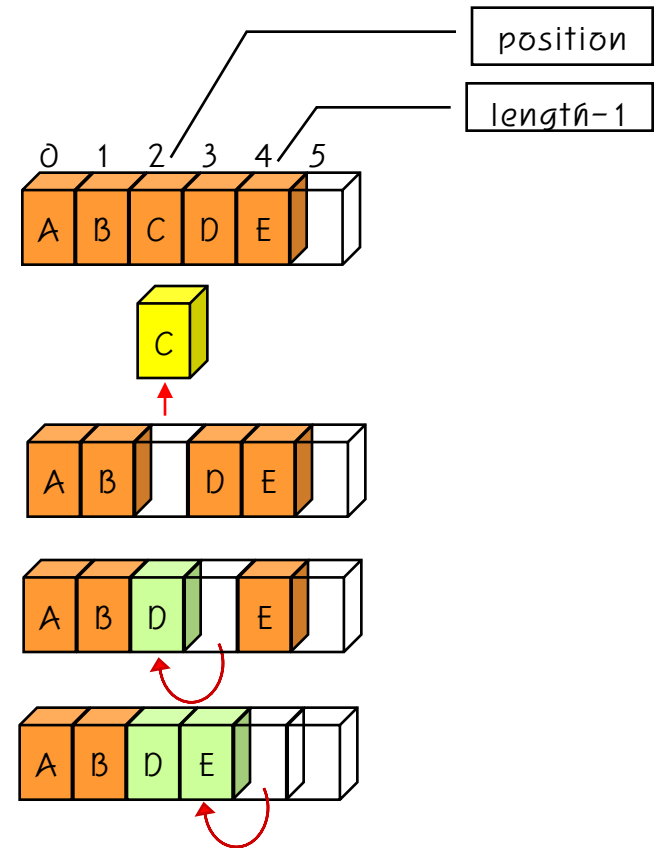 position
length-1
0 1 2 3 4 5
A B C D E
C
A B D E
A B D E
A B D E